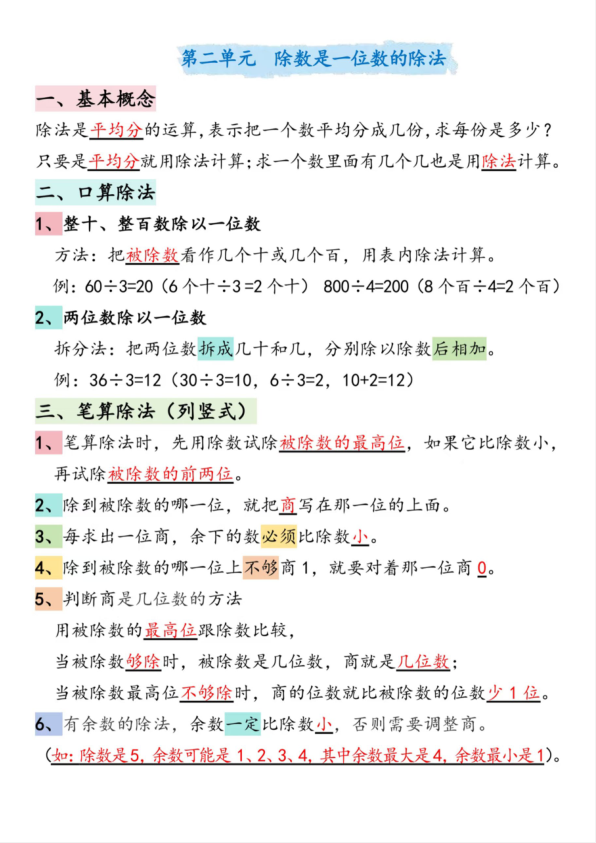 第二单元　除数是一位数的除法
一、基本概念
除法是平均分的运算,表示把一个数平均分成几份,求每份是多少?
只要是平均分就用除法计算;求一个数里面有几个几也是用除法计算。
二、口算除法
1、整十、整百数除以一位数
方法：把被除数看作几个十或几个百，用表内除法计算。
例：60÷3=20（6个十÷3=2个十） 800÷4=200（8个百÷4=2个百）
2、两位数除以一位数
拆分法：把两位数拆成几十和几，分别除以除数后相加。
例：36÷3=12（30÷3=10，6÷3=2，10+2=12）
三、笔算除法（列竖式）
1、笔算除法时，先用除数试除被除数的最高位，如果它比除数小，
再试除被除数的前两位。
2、除到被除数的哪一位，就把商写在那一位的上面。
3、每求出一位商，余下的数必须比除数小。
4、除到被除数的哪一位上不够商1，就要对着那一位商0。
5、判断商是几位数的方法
用被除数的最高位跟除数比较，
当被除数够除时，被除数是几位数，商就是几位数；
当被除数最高位不够除时，商的位数就比被除数的位数少1位。
6、有余数的除法，余数一定比除数小，否则需要调整商。
（如：除数是5，余数可能是1、2、3、4，其中余数最大是4，余数最小是1）。